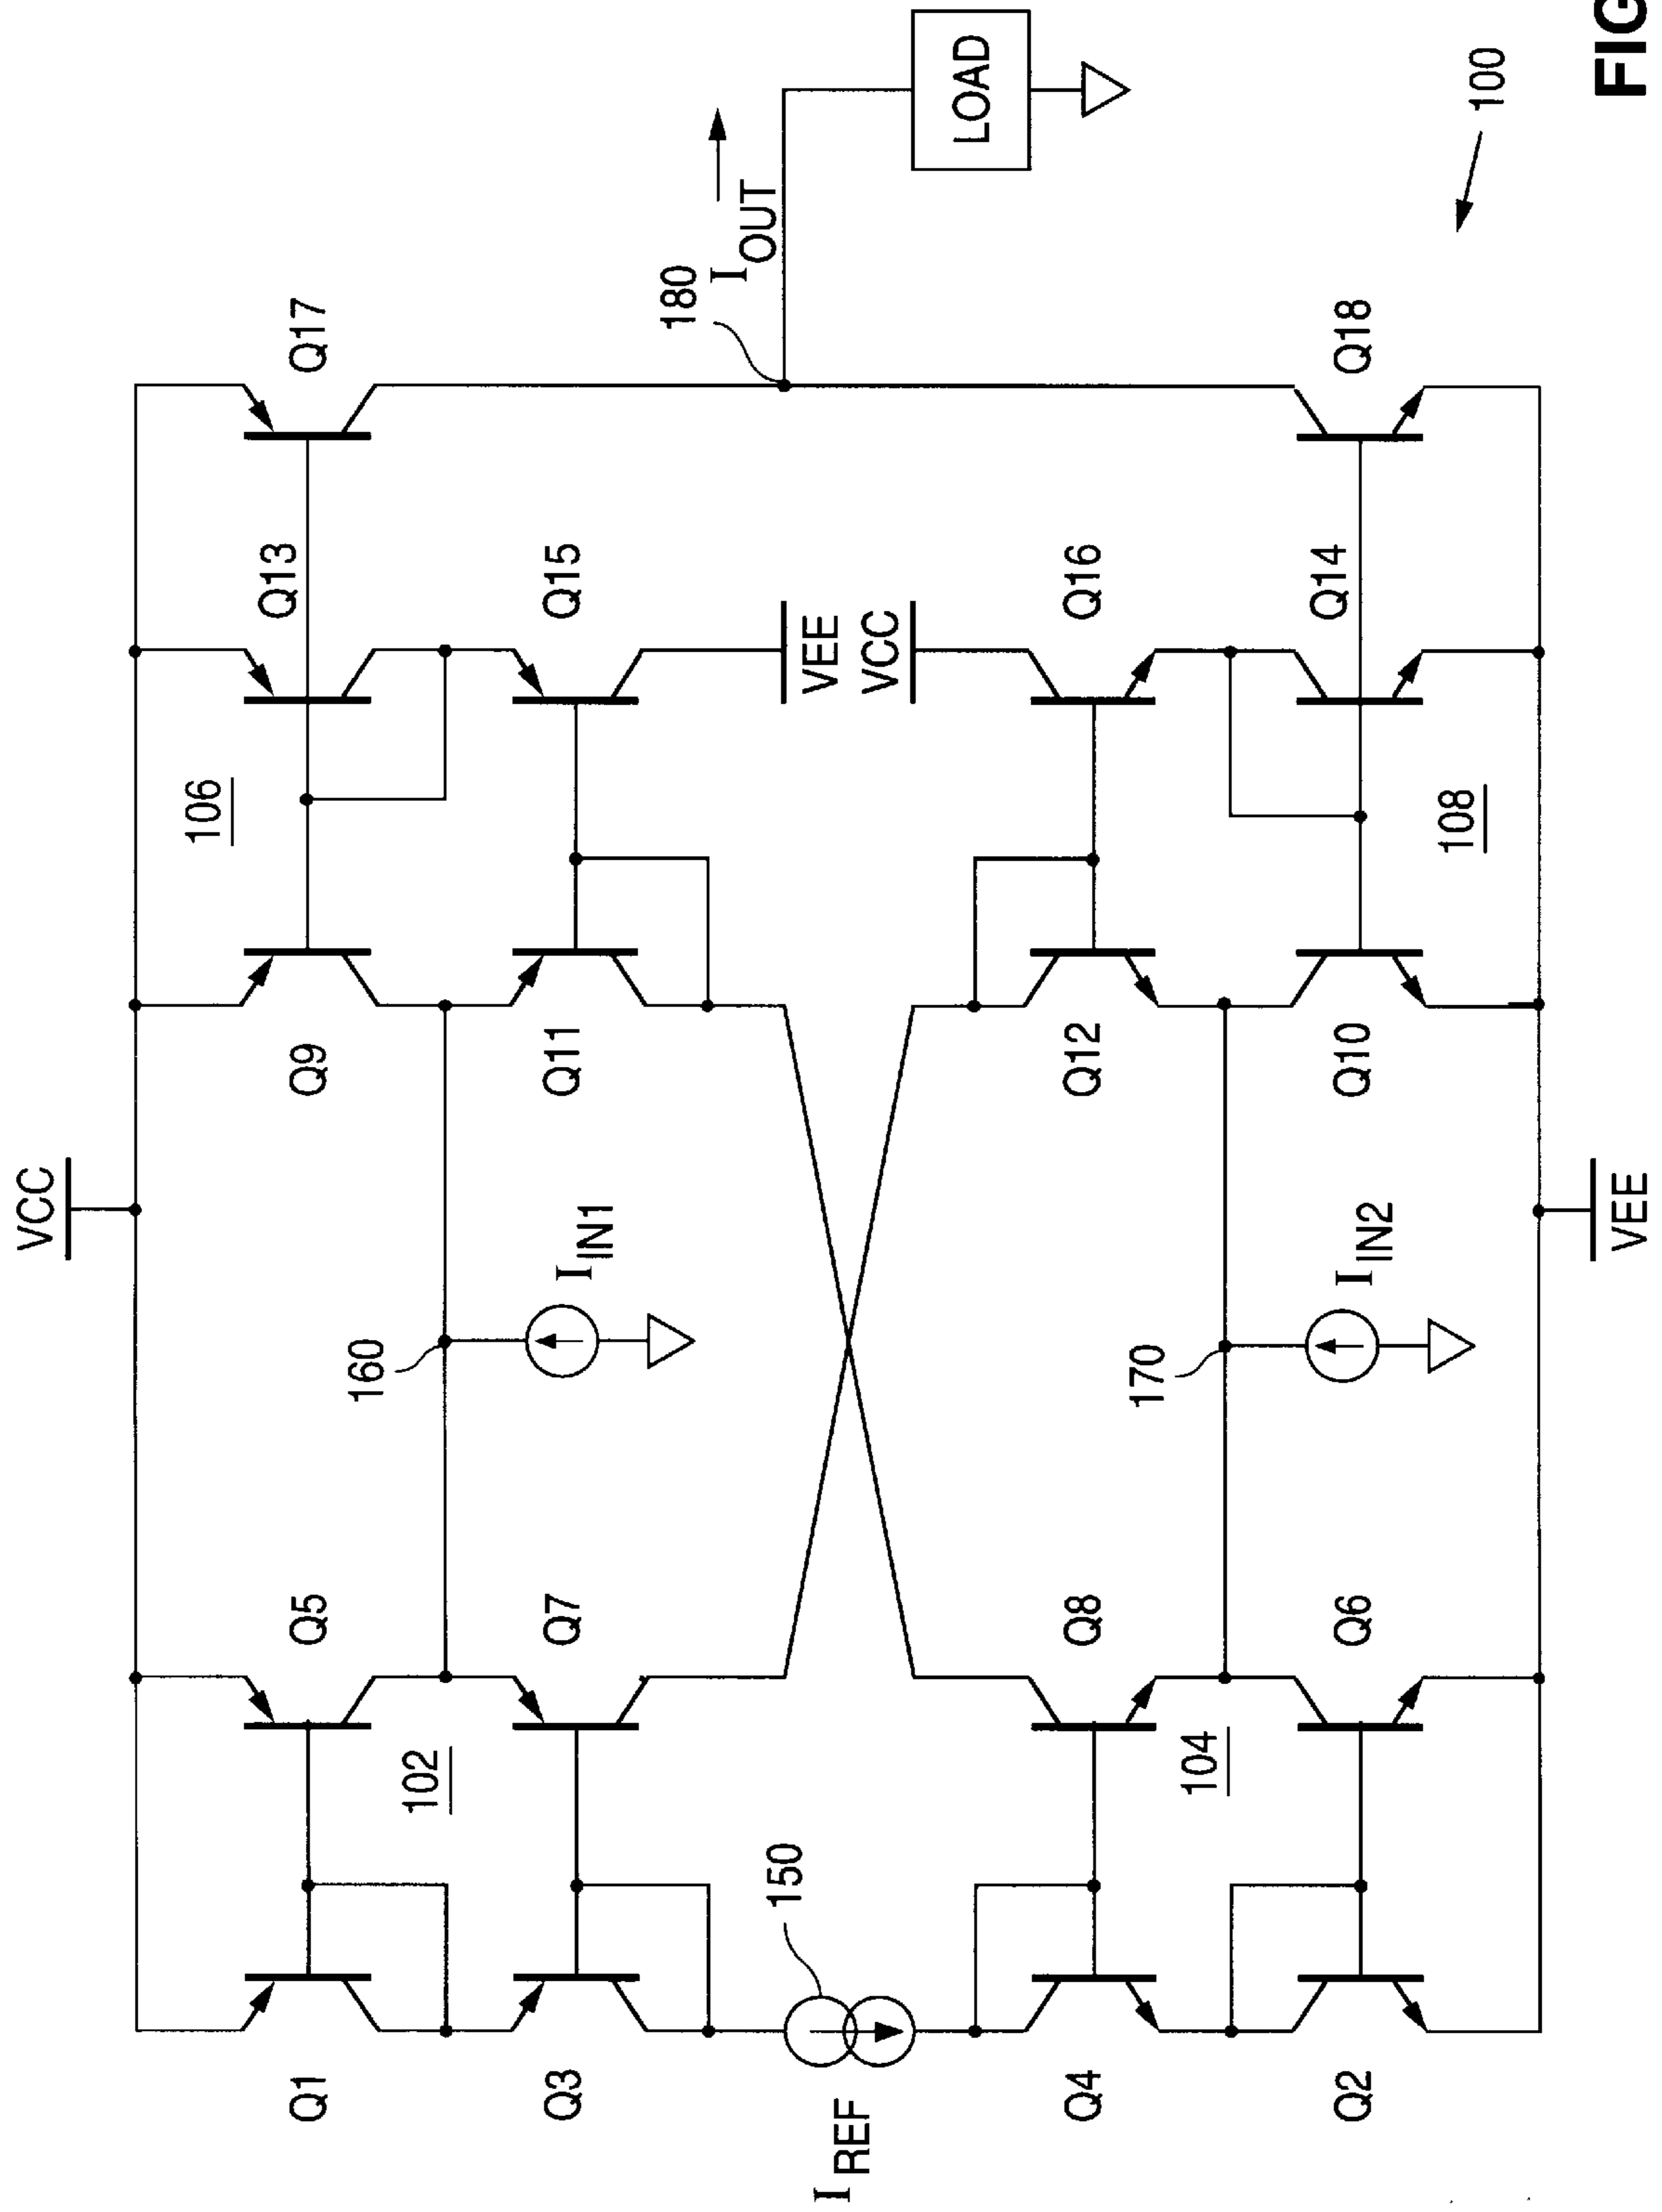 VCC
Q1
Q5
Q9
Q13
Q17
102
106
160
Q3
Q7
I IN1
Q11
Q15
180
I OUT
I REF
150
VEE
VCC
LOAD
Q4
Q8
Q12
Q16
104
170
Q2
Q6
I IN2
Q10
Q14
Q18
108
100
VEE
FIG